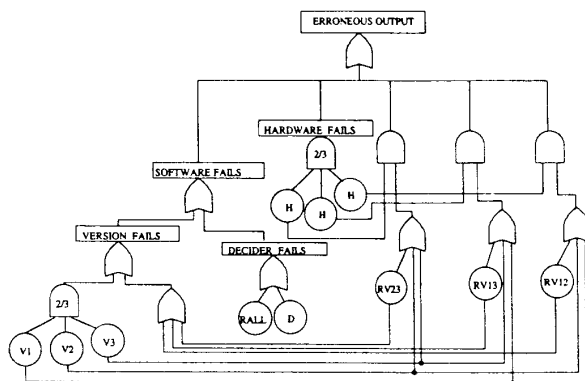 ERRONEOUS OUTPUT
HARDWARE FAILS
2/3
SOFTWARE FAILS
H
H
H
VERSION FAILS
DECIDER FAILS
2/3
RV23
RV13
RV12
RALL
D
V1
V2
V3